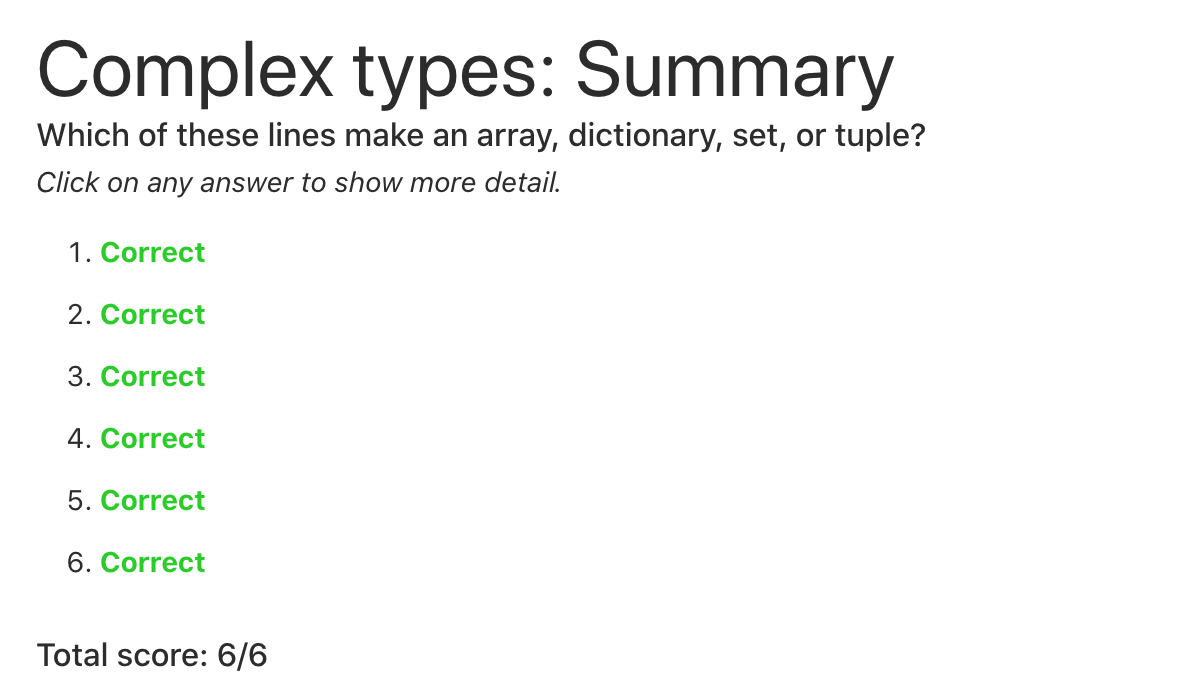 Complex types: Summary
Which of these lines make an array, dictionary, set, or tuple?
Click on any answer to show more detail.
1. Correct
2. Correct
3. Correct
4. Correct
5. Correct
6. Correct
Total score: 6/6